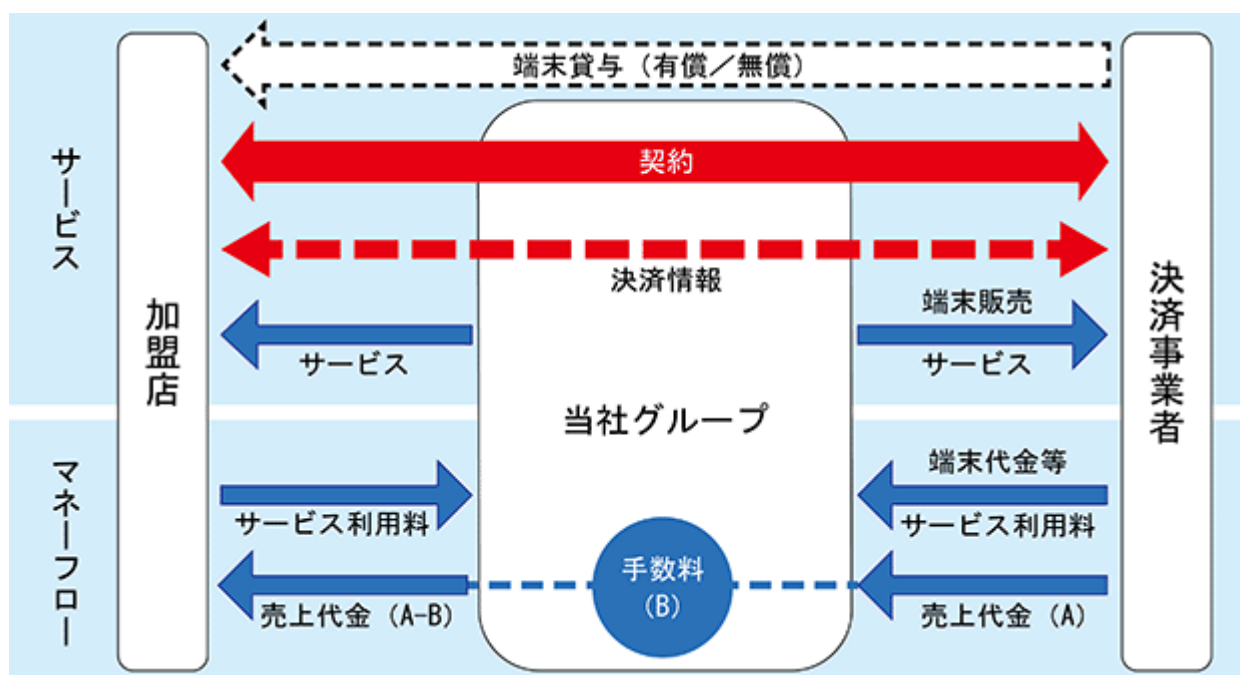 端末貸与（有償／無償）
契約
決済情報
サービス
端末販売
サービス
サービス
加盟店
当社グループ
決済事業者
マネーフロー
サービス利用料
端末代金等
サービス利用料
手数料
(B)
売上代金（A-B）
売上代金（A）